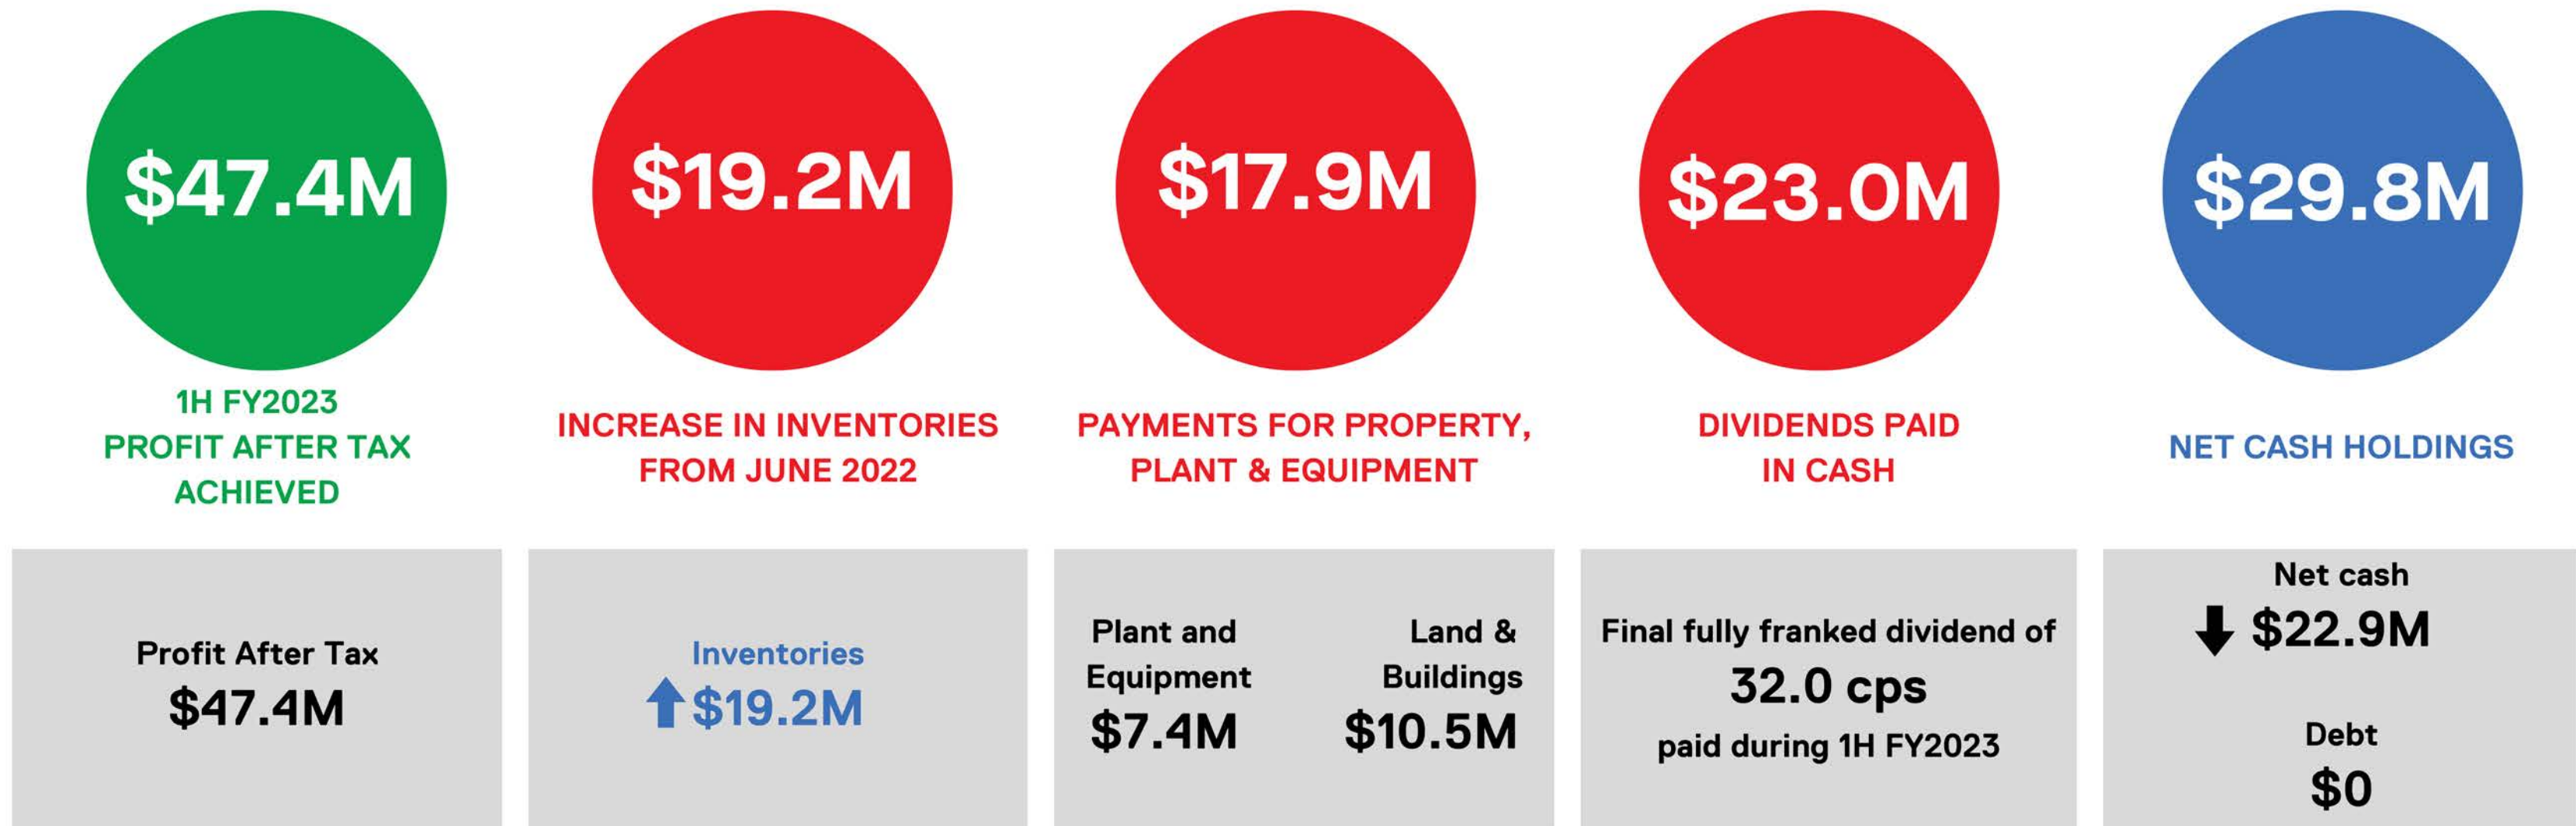 $47.4M
1H FY2023
PROFIT AFTER TAX
ACHIEVED
$19.2M
INCREASE IN INVENTORIES
FROM JUNE 2022
$17.9M
PAYMENTS FOR PROPERTY,
PLANT & EQUIPMENT
$23.0M
DIVIDENDS PAID
IN CASH
$29.8M
NET CASH HOLDINGS
Profit After Tax
$47.4M
Inventories
$19.2M
Plant and
Equipment
$7.4M
Land &
Buildings
$10.5M
Final fully franked dividend of
32.0 cps
paid during 1H FY2023
Net cash
$22.9M
Debt
$0